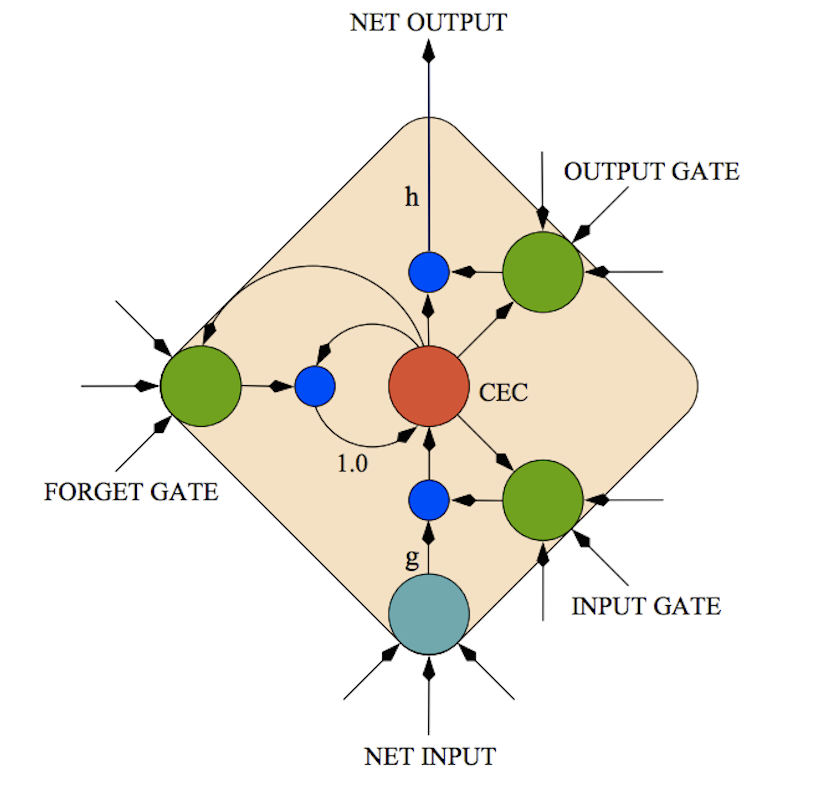 NET OUTPUT
OUTPUT GATE
h
CEC
1.0
FORGET GATE
g
INPUT GATE
NET INPUT